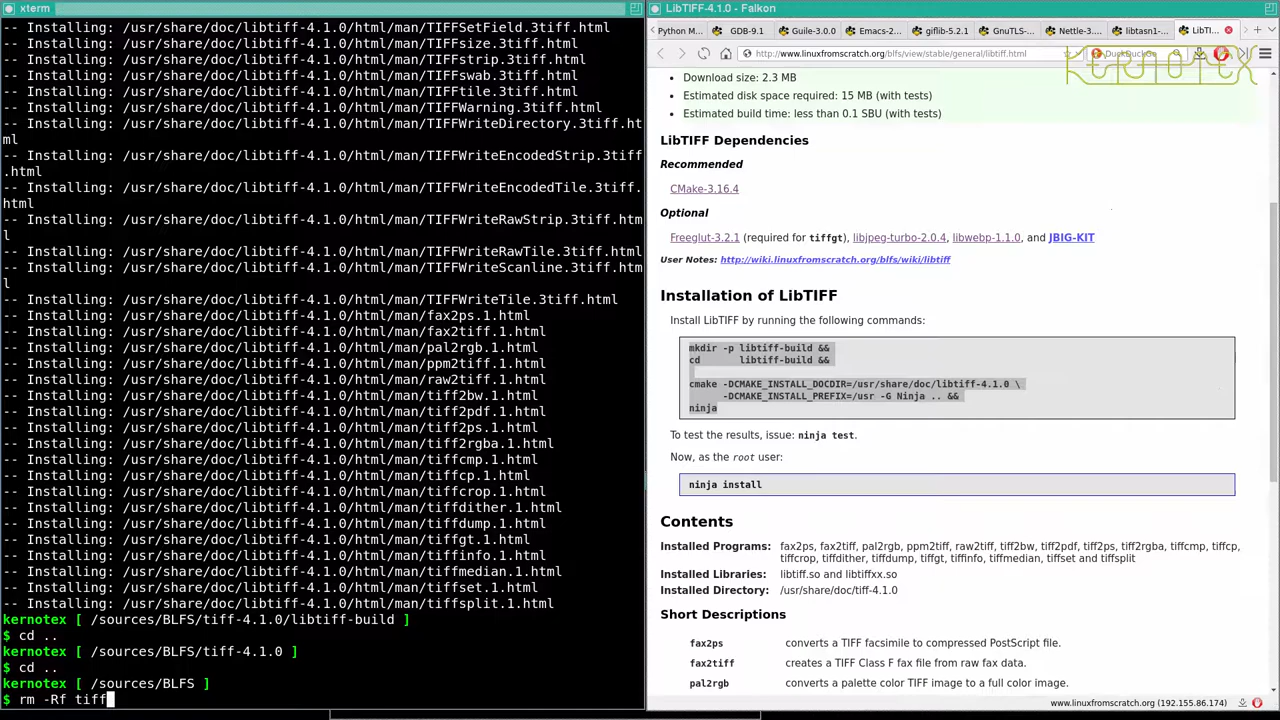 xterm
-- Installing: /usr/share/doc/libtiff-4.1.0/html/man/TIFFSetField.3tiff.html
-- Installing: /usr/share/doc/libtiff-4.1.0/html/man/TIFFsize.3tiff.html
-- Installing: /usr/share/doc/libtiff-4.1.0/html/man/TIFFstrip.3tiff.html
-- Installing: /usr/share/doc/libtiff-4.1.0/html/man/TIFFswab.3tiff.html
-- Installing: /usr/share/doc/libtiff-4.1.0/html/man/TIFFtile.3tiff.html
-- Installing: /usr/share/doc/libtiff-4.1.0/html/man/TIFFWarning.3tiff.html
-- Installing: /usr/share/doc/libtiff-4.1.0/html/man/TIFFWriteDirectory.3tiff.ht
ml
-- Installing: /usr/share/doc/libtiff-4.1.0/html/man/TIFFWriteEncodedStrip.3tiff
.html
-- Installing: /usr/share/doc/libtiff-4.1.0/html/man/TIFFWriteEncodedTile.3tiff.
html
-- Installing: /usr/share/doc/libtiff-4.1.0/html/man/TIFFWriteRawStrip.3tiff.htm
l
-- Installing: /usr/share/doc/libtiff-4.1.0/html/man/TIFFWriteRawTile.3tiff.html
-- Installing: /usr/share/doc/libtiff-4.1.0/html/man/TIFFWriteScanline.3tiff.htm
l
-- Installing: /usr/share/doc/libtiff-4.1.0/html/man/TIFFWriteTile.3tiff.html
-- Installing: /usr/share/doc/libtiff-4.1.0/html/man/fax2ps.1.html
-- Installing: /usr/share/doc/libtiff-4.1.0/html/man/fax2tiff.1.html
-- Installing: /usr/share/doc/libtiff-4.1.0/html/man/pal2rgb.1.html
-- Installing: /usr/share/doc/libtiff-4.1.0/html/man/ppm2tiff.1.html
-- Installing: /usr/share/doc/libtiff-4.1.0/html/man/raw2tiff.1.html
-- Installing: /usr/share/doc/libtiff-4.1.0/html/man/tiff2bw.1.html
-- Installing: /usr/share/doc/libtiff-4.1.0/html/man/tiff2pdf.1.html
-- Installing: /usr/share/doc/libtiff-4.1.0/html/man/tiff2ps.1.html
-- Installing: /usr/share/doc/libtiff-4.1.0/html/man/tiff2rgba.1.html
-- Installing: /usr/share/doc/libtiff-4.1.0/html/man/tiffcmp.1.html
-- Installing: /usr/share/doc/libtiff-4.1.0/html/man/tiffcp.1.html
-- Installing: /usr/share/doc/libtiff-4.1.0/html/man/tiffcrop.1.html
-- Installing: /usr/share/doc/libtiff-4.1.0/html/man/tiffdither.1.html
-- Installing: /usr/share/doc/libtiff-4.1.0/html/man/tiffdump.1.html
-- Installing: /usr/share/doc/libtiff-4.1.0/html/man/tiffgt.1.html
-- Installing: /usr/share/doc/libtiff-4.1.0/html/man/tiffinfo.1.html
-- Installing: /usr/share/doc/libtiff-4.1.0/html/man/tiffmedian.1.html
-- Installing: /usr/share/doc/libtiff-4.1.0/html/man/tiffset.1.html
-- Installing: /usr/share/doc/libtiff-4.1.0/html/man/tiffsplit.1.html
kernotex [ /sources/BLFS/tiff-4.1.0/libtiff-build ]
$ cd ..
kernotex [ /sources/BLFS/tiff-4.1.0 ]
$ cd ..
kernotex [ /sources/BLFS ]
$ rm -Rf tiff
LibTIFF-4.1.0 - Falkon
Python M... GDB-9.1 Guile-3.0.0 Emacs-2... giflib-5.2.1 GnuTLS-... Nettle-3... libtasn1-... LibTI...
http://www.linuxfromscratch.org/blfs/view/stable/general/libtiff.html DuckDuckGo
KERNOTEX
• Download size: 2.3 MB
• Estimated disk space required: 15 MB (with tests)
• Estimated build time: less than 0.1 SBU (with tests)
LibTIFF Dependencies
Recommended
CMake-3.16.4
Optional
Freeglut-3.2.1 (required for tiffgt), libjpeg-turbo-2.0.4, libwebp-1.1.0, and JBIG-KIT
User Notes: http://wiki.linuxfromscratch.org/blfs/wiki/libtiff
Installation of LibTIFF
Install LibTIFF by running the following commands:
mkdir -p libtiff-build &&
cd libtiff-build &&
cmake -DCMAKE_INSTALL_DOCDIR=/usr/share/doc/libtiff-4.1.0 \
-DCMAKE_INSTALL_PREFIX=/usr -G Ninja .. &&
ninja
To test the results, issue: ninja test.
Now, as the root user:
ninja install
Contents
Installed Programs: fax2ps, fax2tiff, pal2rgb, ppm2tiff, raw2tiff, tiff2bw, tiff2pdf, tiff2ps, tiff2rgba, tiffcmp, tiffcp,
tiffcrop, tiffdither, tiffdump, tiffgt, tiffinfo, tiffmedian, tiffset and tiffsplit
Installed Libraries: libtiff.so and libtiffxx.so
Installed Directory: /usr/share/doc/tiff-4.1.0
Short Descriptions
fax2ps converts a TIFF facsimile to compressed PostScript file.
fax2tiff creates a TIFF Class F fax file from raw fax data.
pal2rgb converts a palette color TIFF image to a full color image.
www.linuxfromscratch.org (192.155.86.174)